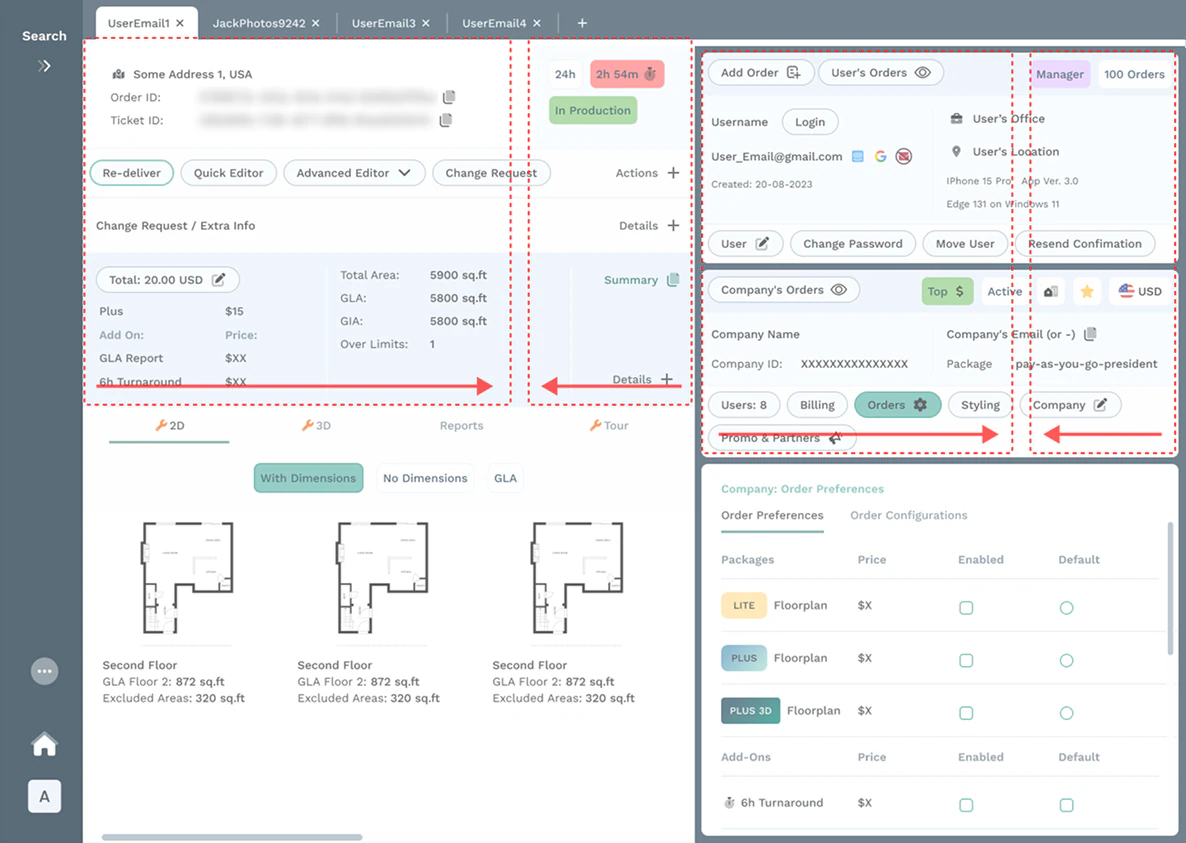 Search
UserEmail1
JackPhotos9242
UserEmail3
UserEmail4
Some Address 1, USA
24h
2h 54m
Order ID:
In Production
Ticket ID:
Re-deliver
Quick Editor
Advanced Editor
Change Request
Actions
Change Request / Extra Info
Details
Total: 20.00 USD
Plus $15
Add On: Price:
GLA Report $XX
6h Turnaround $XX
Total Area: 5900 sq.ft
GLA: 5800 sq.ft
GIA: 5800 sq.ft
Over Limits: 1
Summary
Details
2D
3D
Reports
Tour
With Dimensions
No Dimensions
GLA
Second Floor
GLA Floor 2: 872 sq.ft
Excluded Areas: 320 sq.ft
Second Floor
GLA Floor 2: 872 sq.ft
Excluded Areas: 320 sq.ft
Second Floor
GLA Floor 2: 872 sq.ft
Excluded Areas: 320 sq.ft
A
Add Order
User's Orders
Manager
100 Orders
Username
Login
User_Email@gmail.com
Created: 20-08-2023
User's Office
User's Location
IPhone 15 Pro App Ver. 3.0
Edge 131 on Windows 11
User
Change Password
Move User
Resend Confimation
Company's Orders
Top $
Active
USD
Company Name
Company's Email (or -)
Company ID: XXXXXXXXXXXXXXX
Package pay-as-you-go-president
Users: 8
Billing
Orders
Styling
Company
Promo & Partners
Company: Order Preferences
Order Preferences
Order Configurations
Packages Price Enabled Default
LITE Floorplan $X
PLUS Floorplan $X
PLUS 3D Floorplan $X
Add-Ons Price Enabled Default
6h Turnaround $X